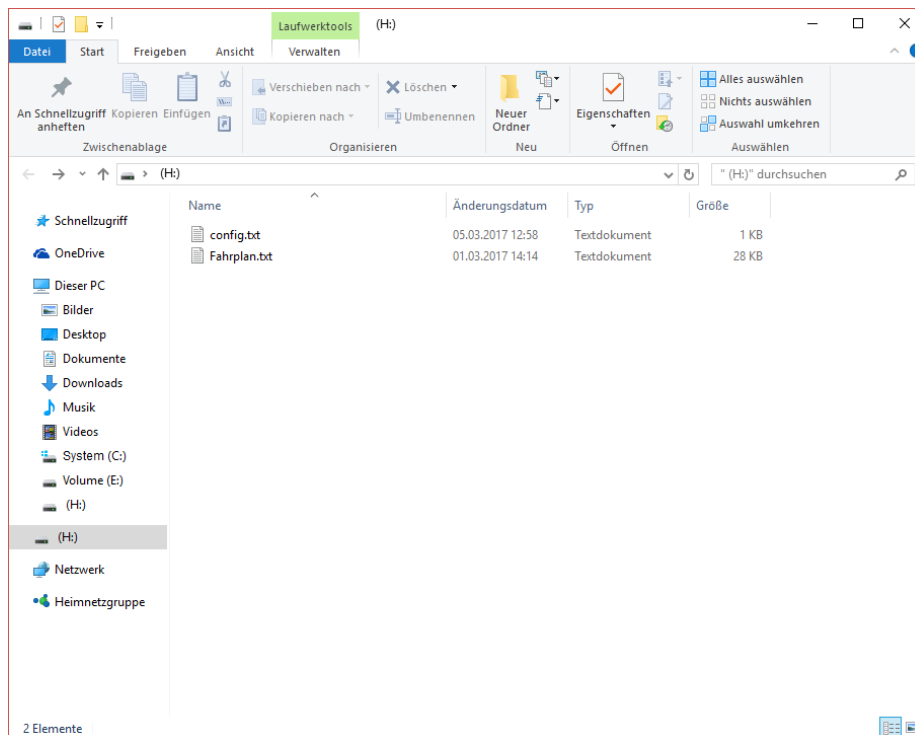 Laufwerktools (H:)
Datei Start Freigeben Ansicht Verwalten
An Schnellzugriff anheften
Kopieren
Einfügen
Zwischenablage
Verschieben nach
Kopieren nach
Löschen
Umbenennen
Organisieren
Neuer Ordner
Neu
Eigenschaften
Öffnen
Alles auswählen
Nichts auswählen
Auswahl umkehren
Auswählen
(H:)
" (H:)" durchsuchen
Name Änderungsdatum Typ Größe
config.txt 05.03.2017 12:58 Textdokument 1 KB
Fahrplan.txt 01.03.2017 14:14 Textdokument 28 KB
Schnellzugriff
OneDrive
Dieser PC
Bilder
Desktop
Dokumente
Downloads
Musik
Videos
System (C:)
Volume (E:)
(H:)
(H:)
Netzwerk
Heimnetzgruppe
2 Elemente